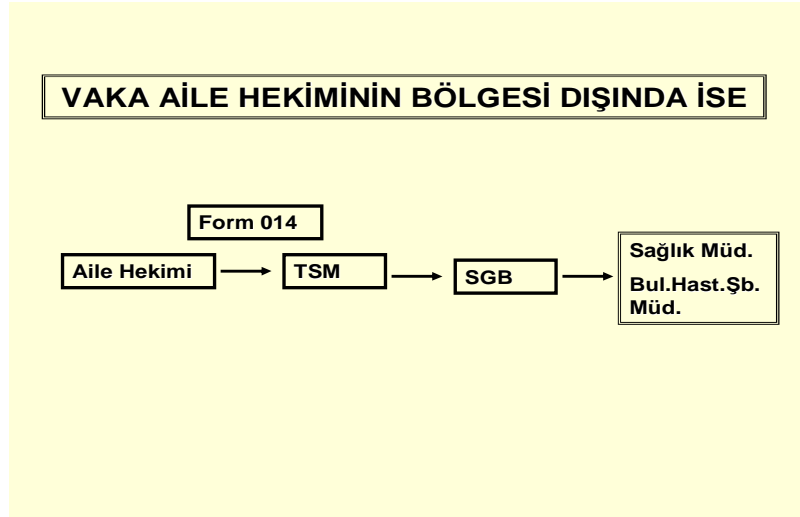 VAKA AİLE HEKİMİNİN BÖLGESİ DIŞINDA İSE
Form 014
Aile Hekimi
TSM
SGB
Sağlık Müd.
Bul.Hast.Şb.
Müd.